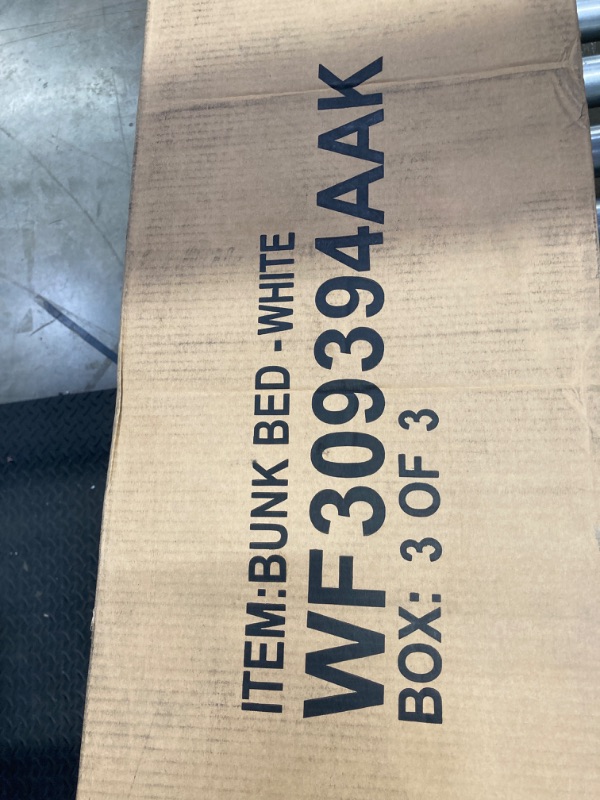 ITEM:BUNK BED -WHITE
WF309394AAK
BOX: 3 OF 3